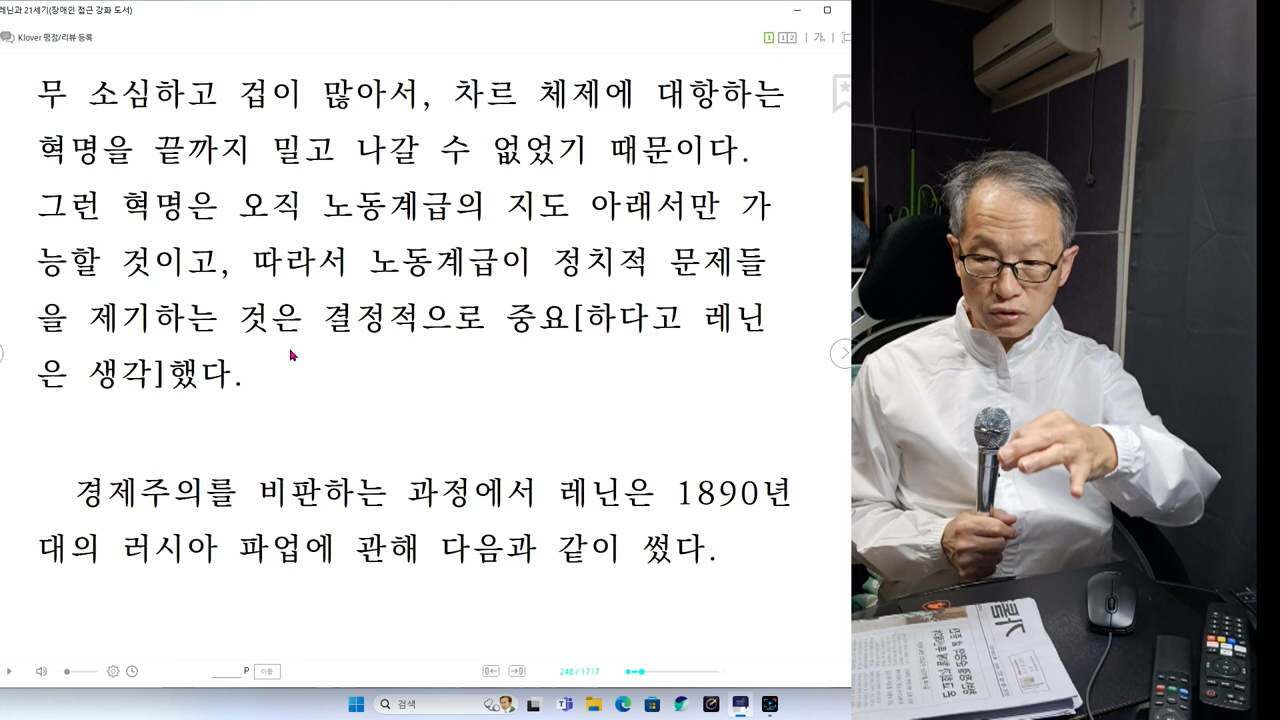 레닌과 21세기(장애인 접근 강화 도서)
Klover 평점/리뷰 등록
1
1 2
가
무 소심하고 겁이 많아서, 차르 체제에 대항하는
혁명을 끝까지 밀고 나갈 수 없었기 때문이다.
그런 혁명은 오직 노동계급의 지도 아래서만 가
능할 것이고, 따라서 노동계급이 정치적 문제들
을 제기하는 것은 결정적으로 중요[하다고 레닌
은 생각]했다.
경제주의를 비판하는 과정에서 레닌은 1890년
대의 러시아 파업에 관해 다음과 같이 썼다.
P
이동
248 / 1717
검색